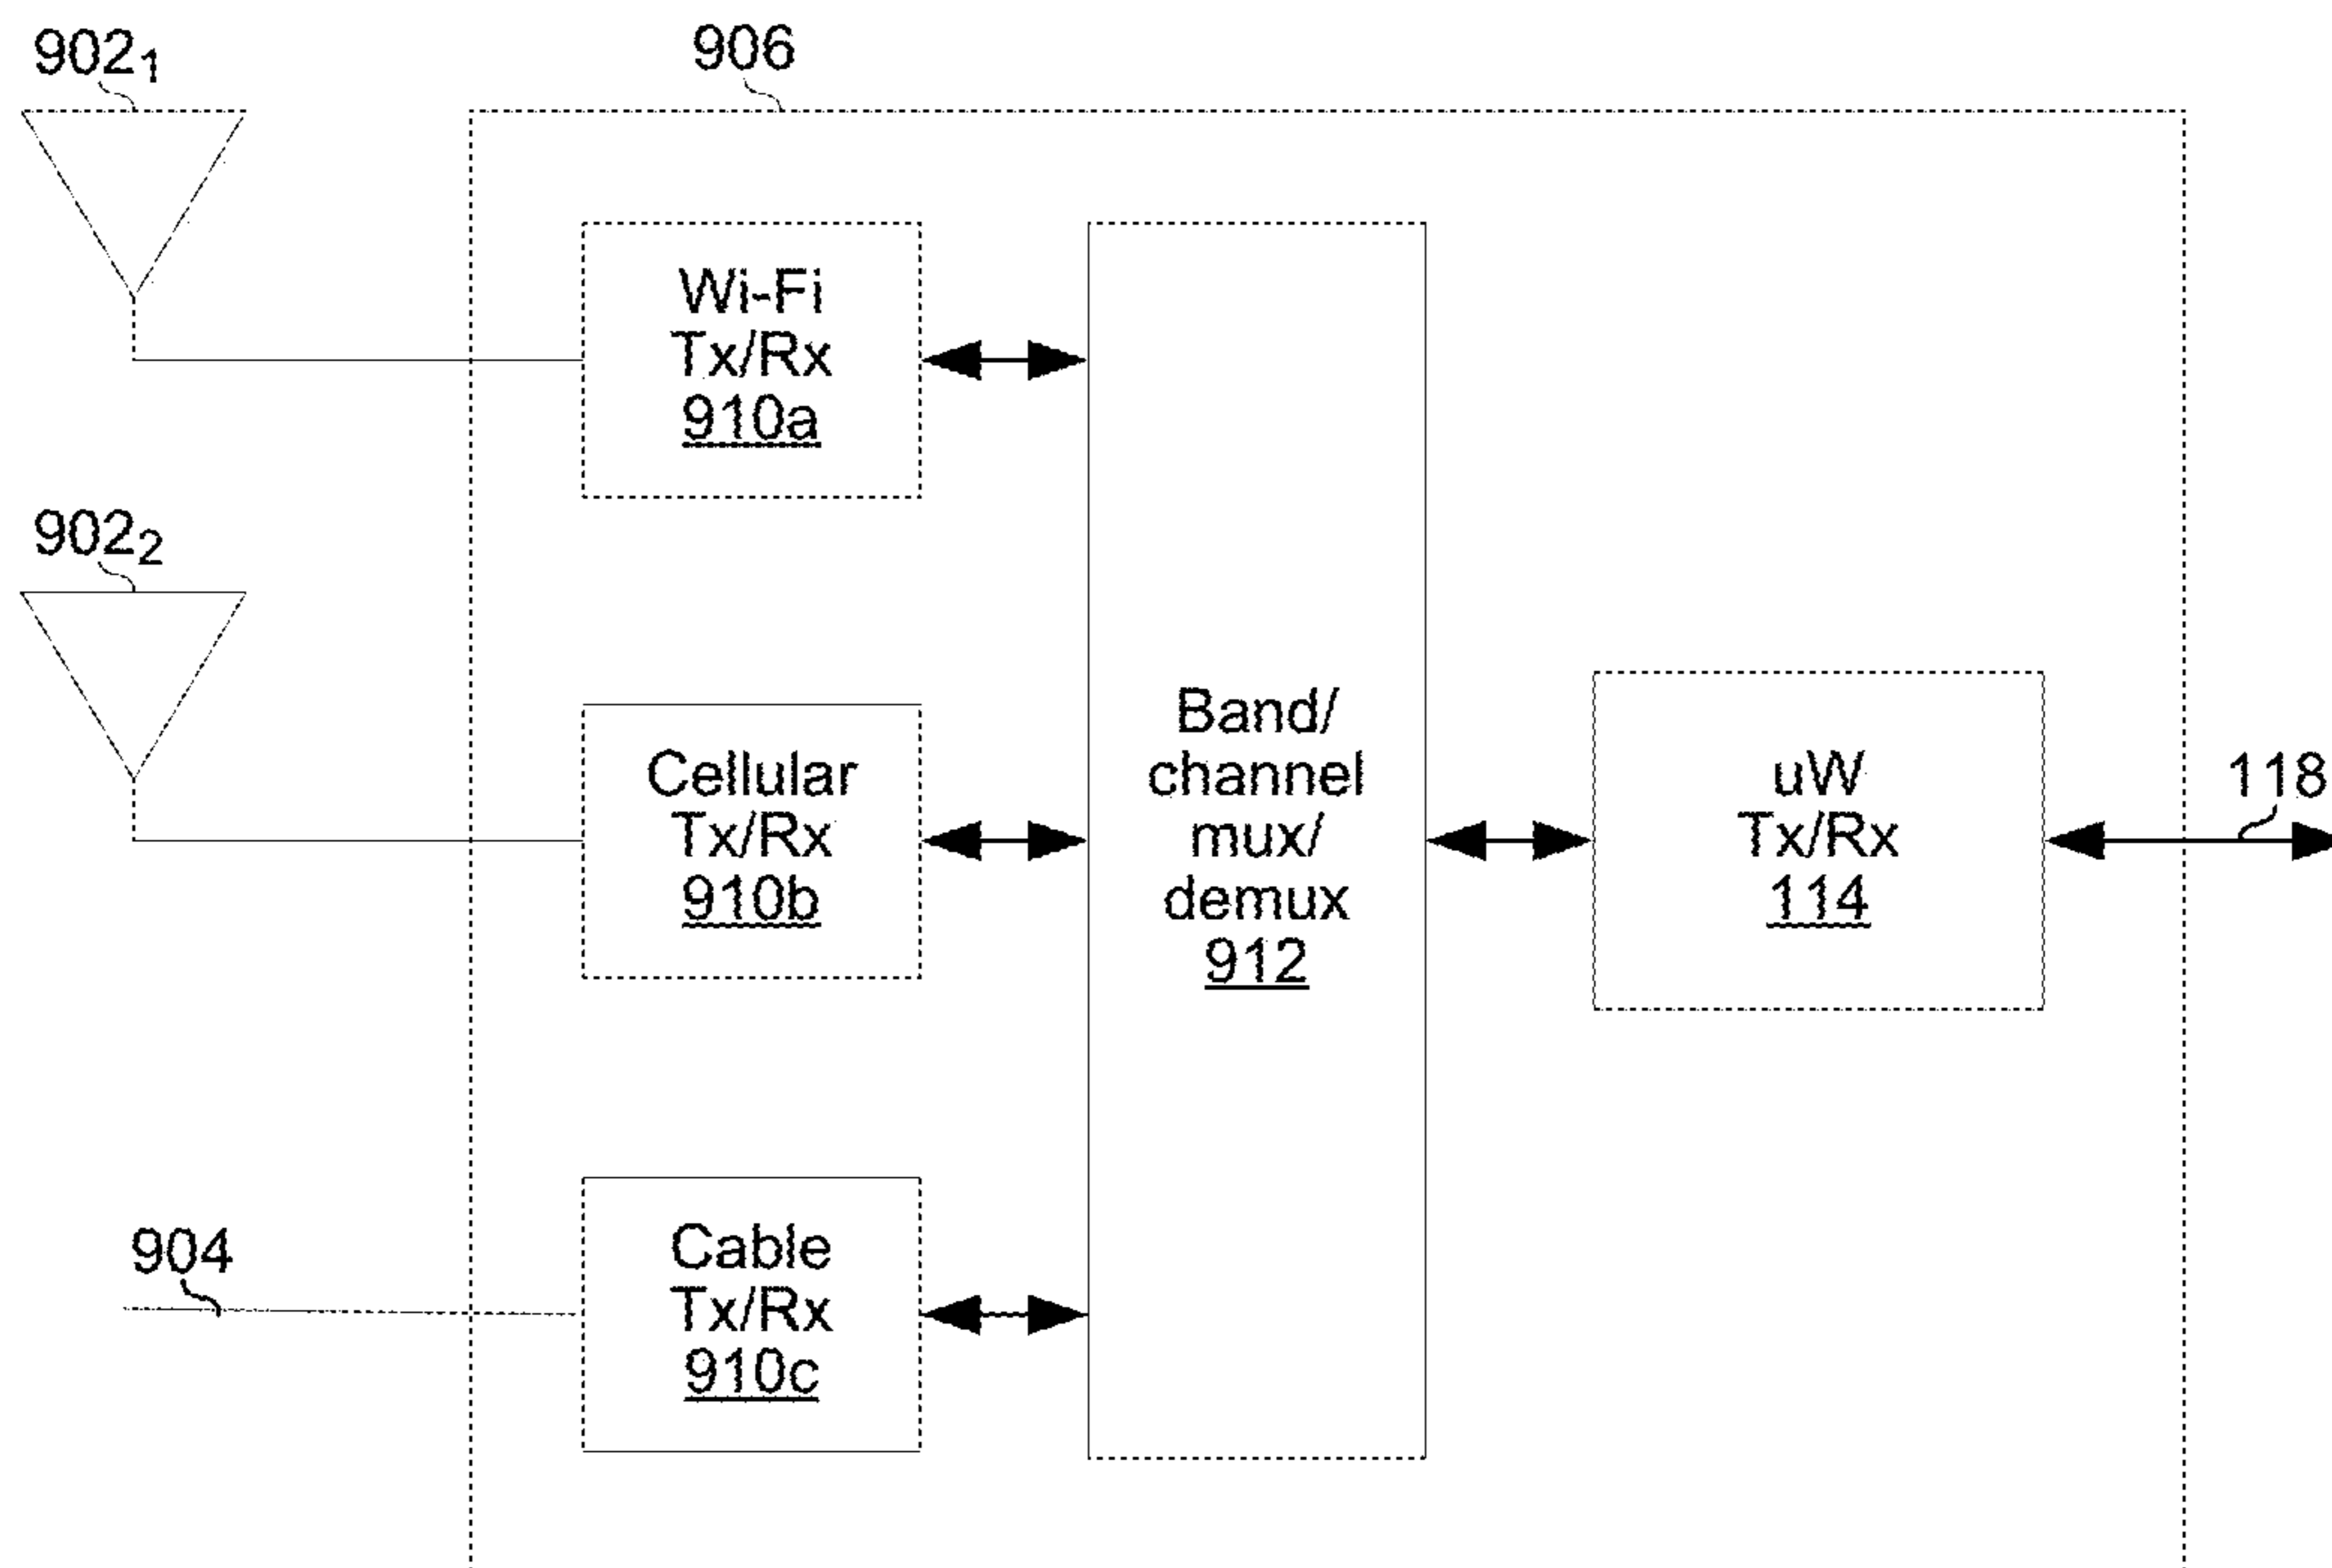 902₁
906
Wi-Fi
Tx/Rx
910a
902₂
Cellular
Tx/Rx
910b
Band/
channel
mux/
demux
912
uW
Tx/Rx
114
118
904
Cable
Tx/Rx
910c